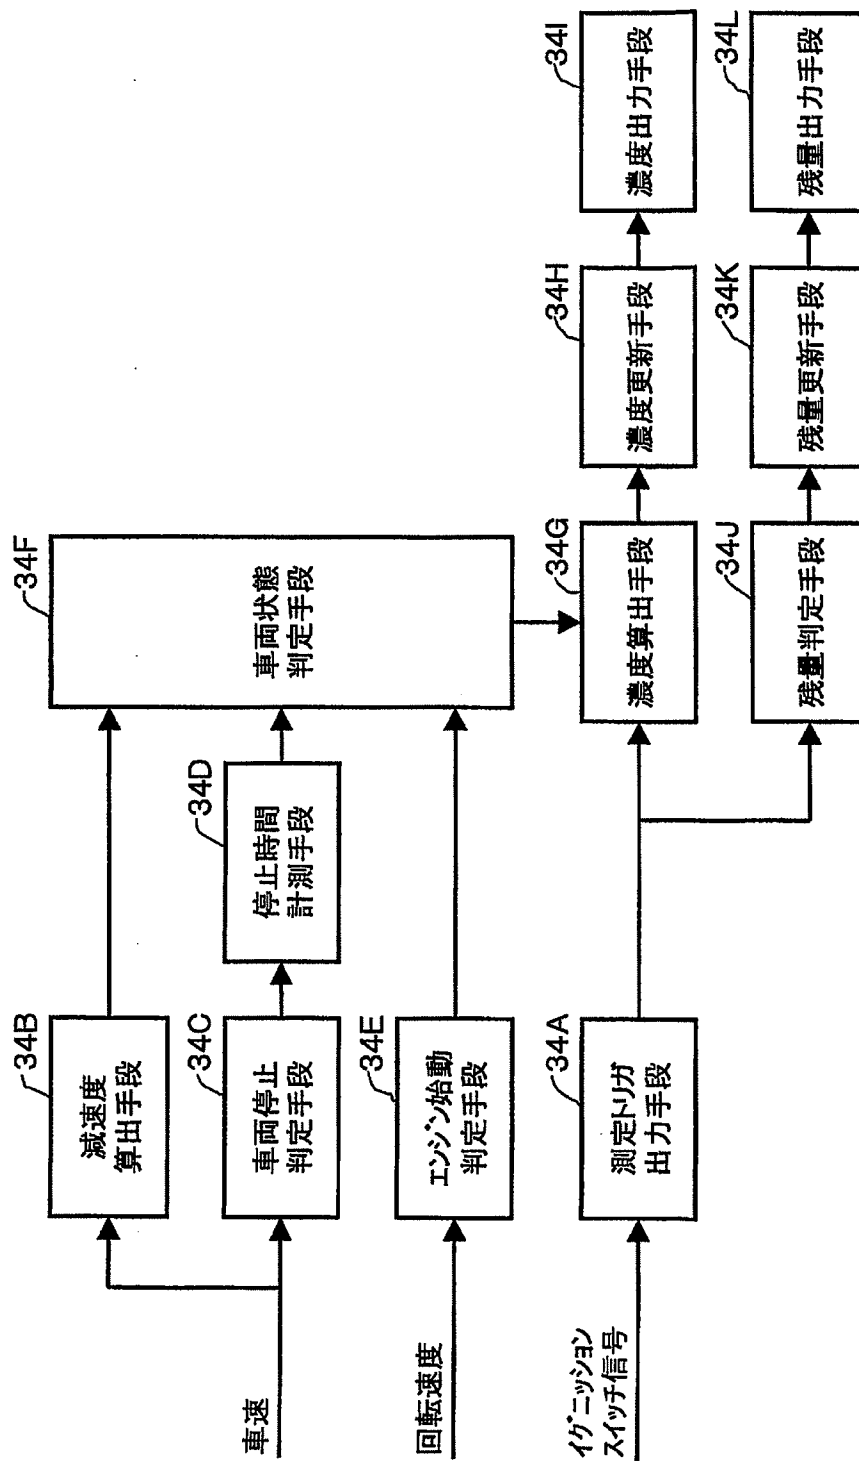 車速
回転速度
イグニッション
スイッチ信号
34B
減速度
算出手段
34C
車両停止
判定手段
34D
停止時間
計測手段
34E
エンジン始動
判定手段
34A
測定トリガ
出力手段
34F
車両状態
判定手段
34G
濃度算出手段
34H
濃度更新手段
34I
濃度出力手段
34J
残量判定手段
34K
残量更新手段
34L
残量出力手段